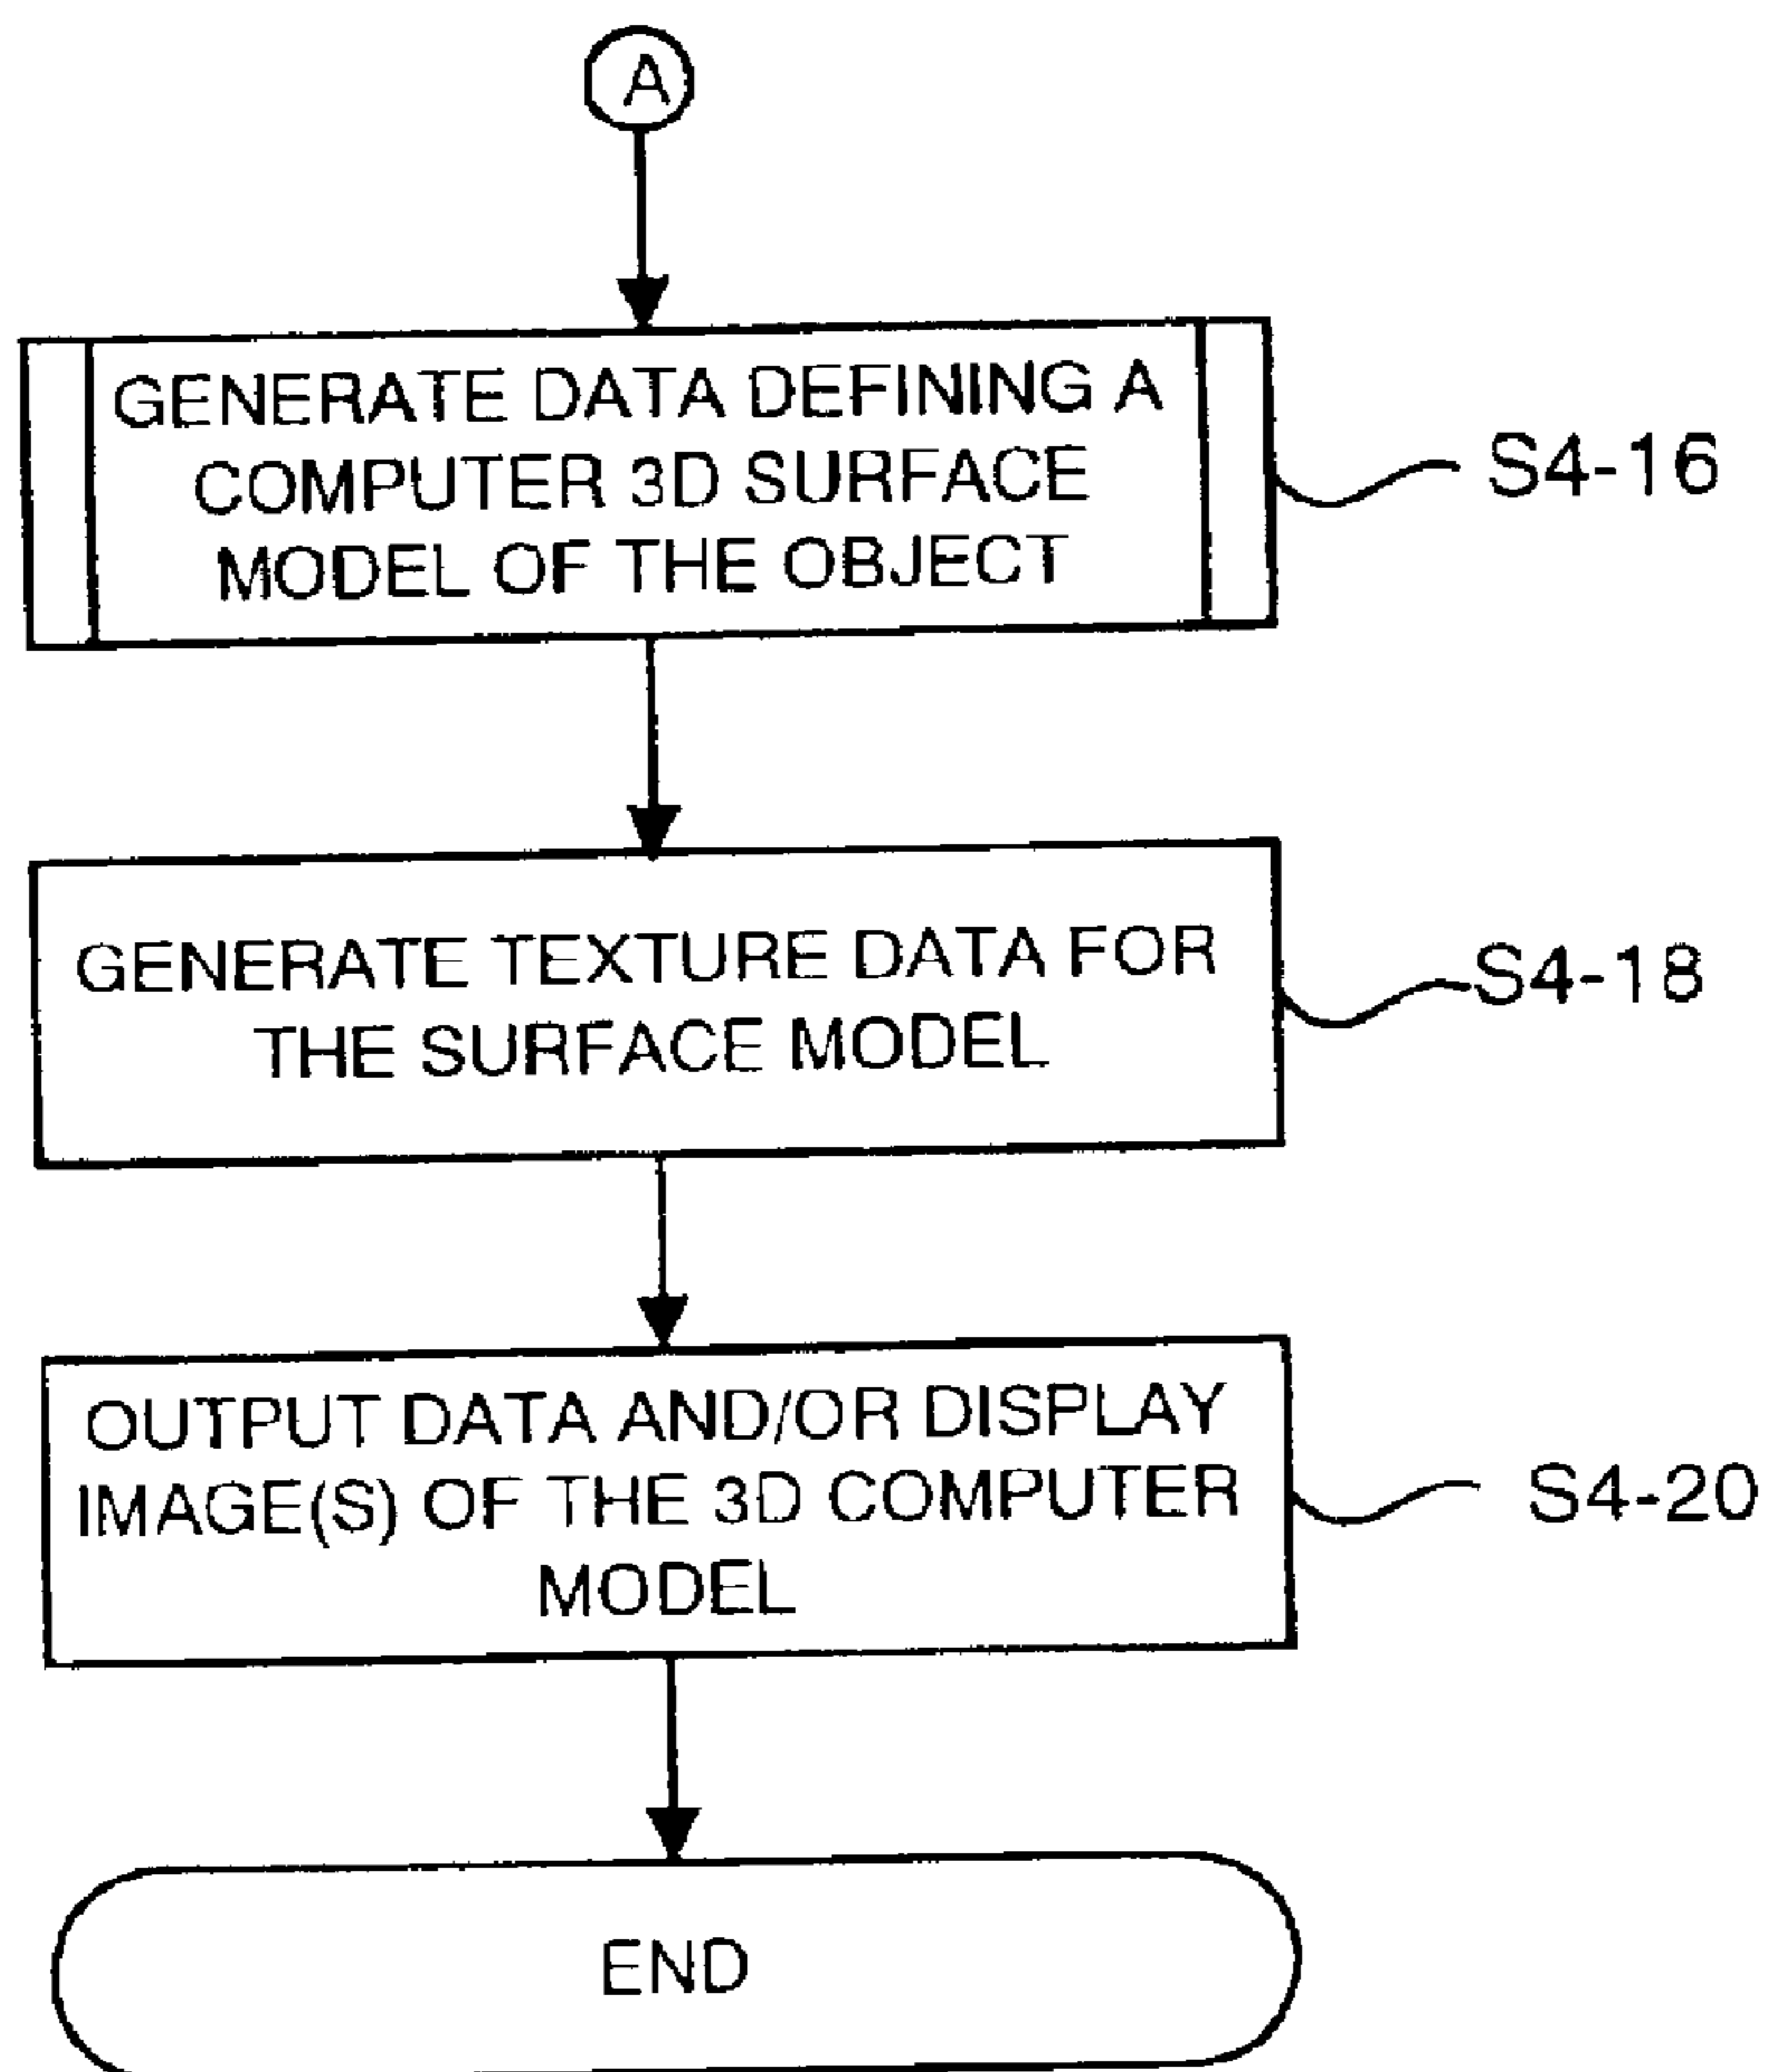 A
GENERATE DATA DEFINING A
COMPUTER 3D SURFACE
MODEL OF THE OBJECT
S4-16
GENERATE TEXTURE DATA FOR
THE SURFACE MODEL
S4-18
OUTPUT DATA AND/OR DISPLAY
IMAGE(S) OF THE 3D COMPUTER
MODEL
S4-20
END